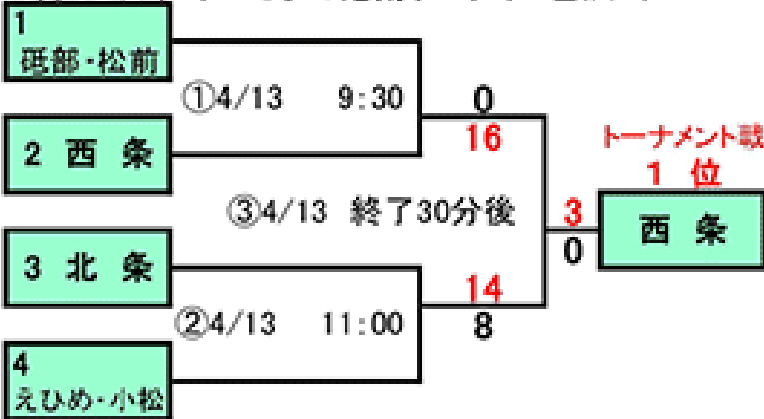 1
砥部・松前
①4/13 9:30
0
16
2 西条
トーナメント戦
1 位
③4/13 終了30分後
3
0
西条
3 北条
14
8
②4/13 11:00
4
えひめ・小松